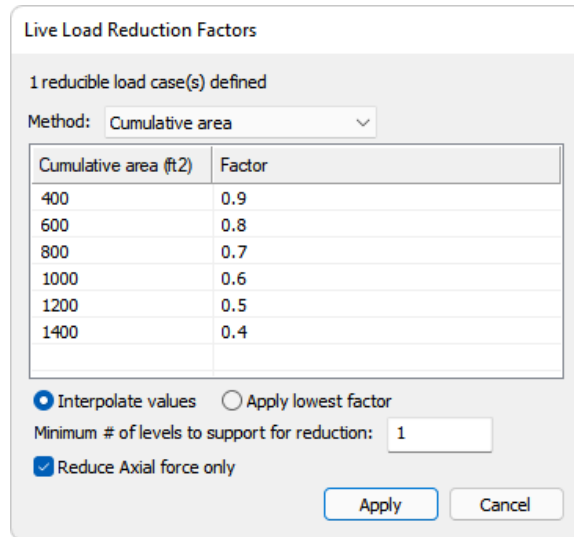 Live Load Reduction Factors
1 reducible load case(s) defined
Method: Cumulative area
Cumulative area (ft2) Factor
400 0.9
600 0.8
800 0.7
1000 0.6
1200 0.5
1400 0.4
Interpolate values Apply lowest factor
Minimum # of levels to support for reduction: 1
Reduce Axial force only
Apply Cancel